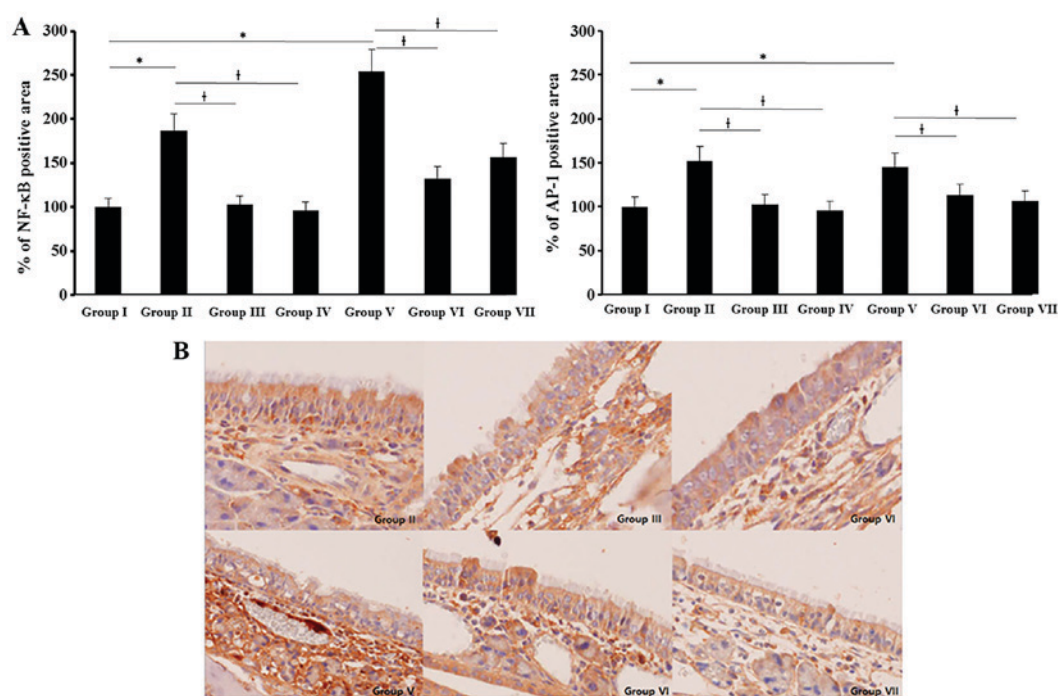 A
% of NF-κB positive area
300
250
200
150
100
50
0
*
*
ƚ
ƚ
ƚ
ƚ
Group I Group II Group III Group IV Group V Group VI Group VII
% of AP-1 positive area
300
250
200
150
100
50
0
*
*
ƚ
ƚ
ƚ
ƚ
Group I Group II Group III Group IV Group V Group VI Group VII
B
Group II
Group III
Group VI
Group V
Group VI
Group VII